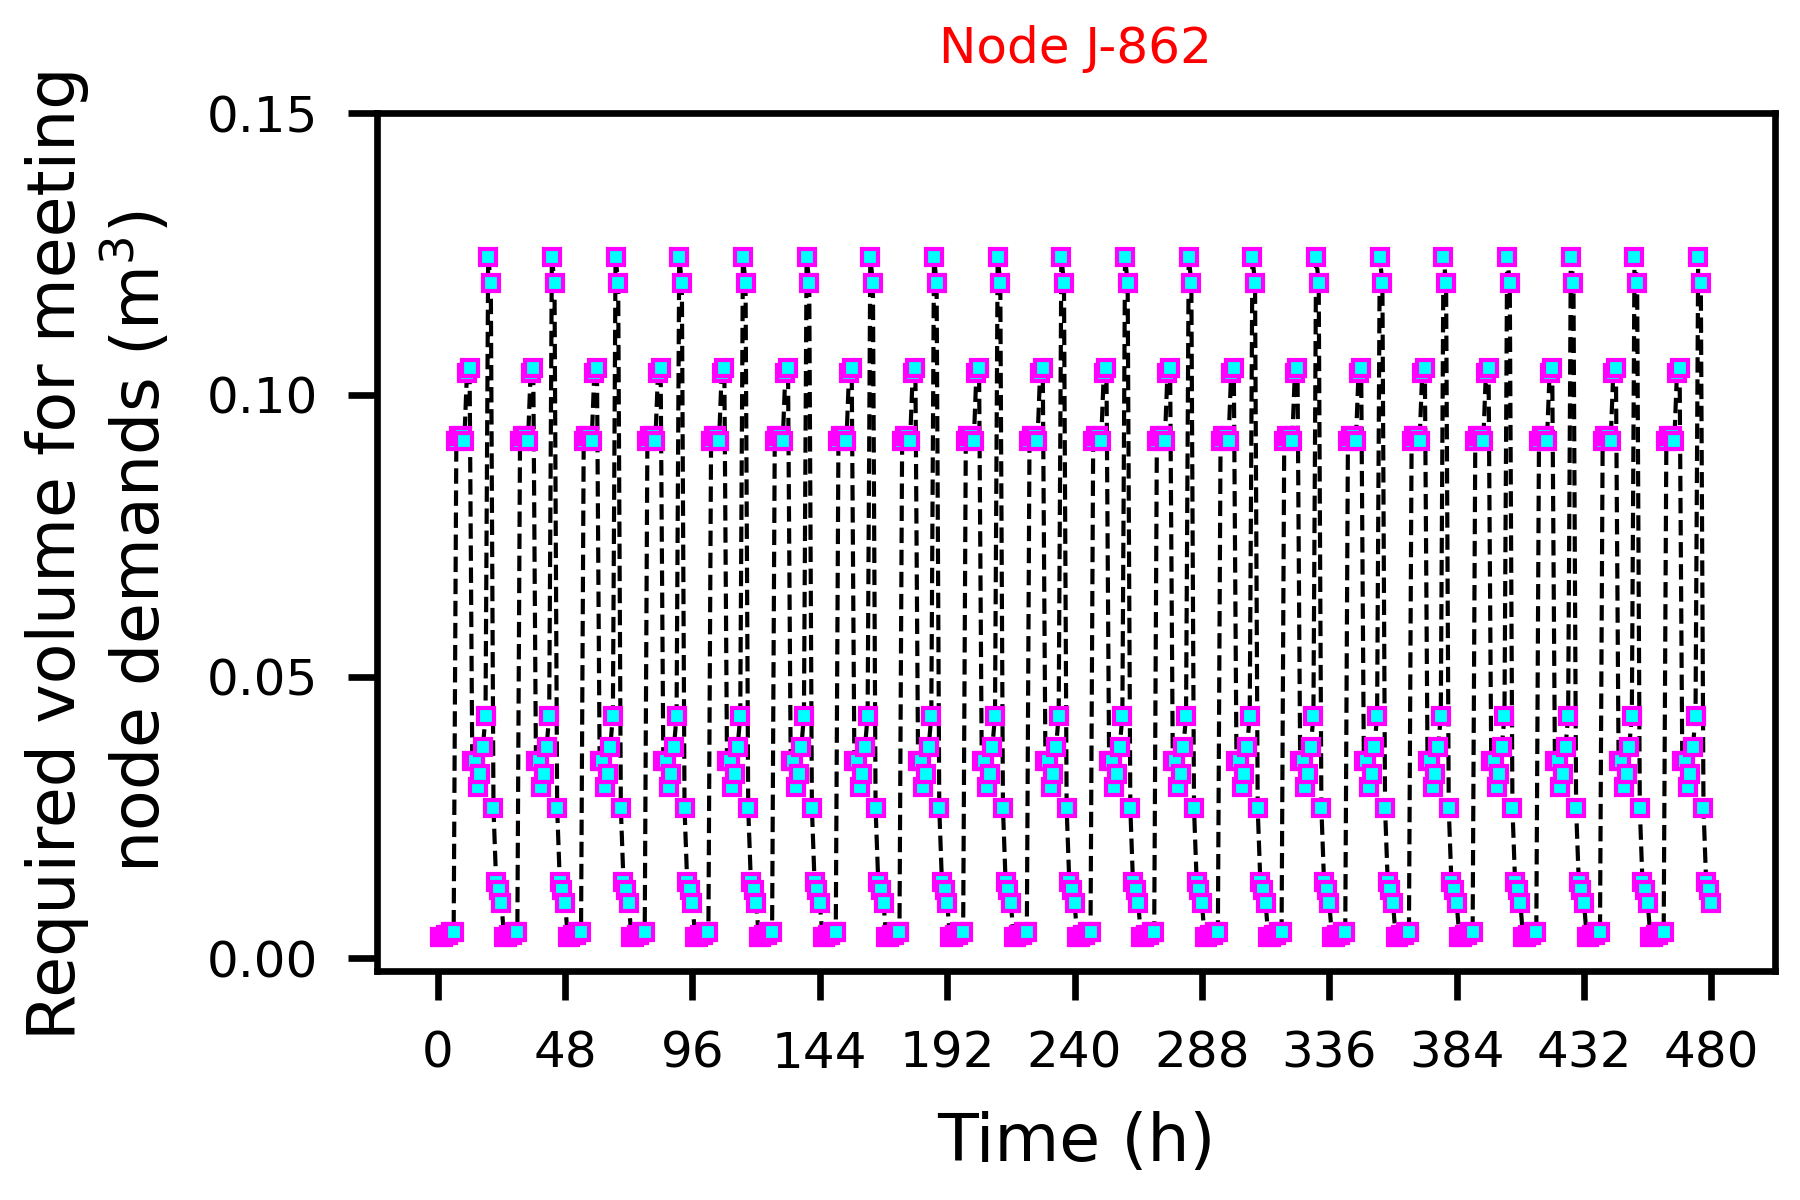 Node J-862
Required volume for meeting
node demands (m³)
0.15
0.10
0.05
0.00
0 48 96 144 192 240 288 336 384 432 480
Time (h)